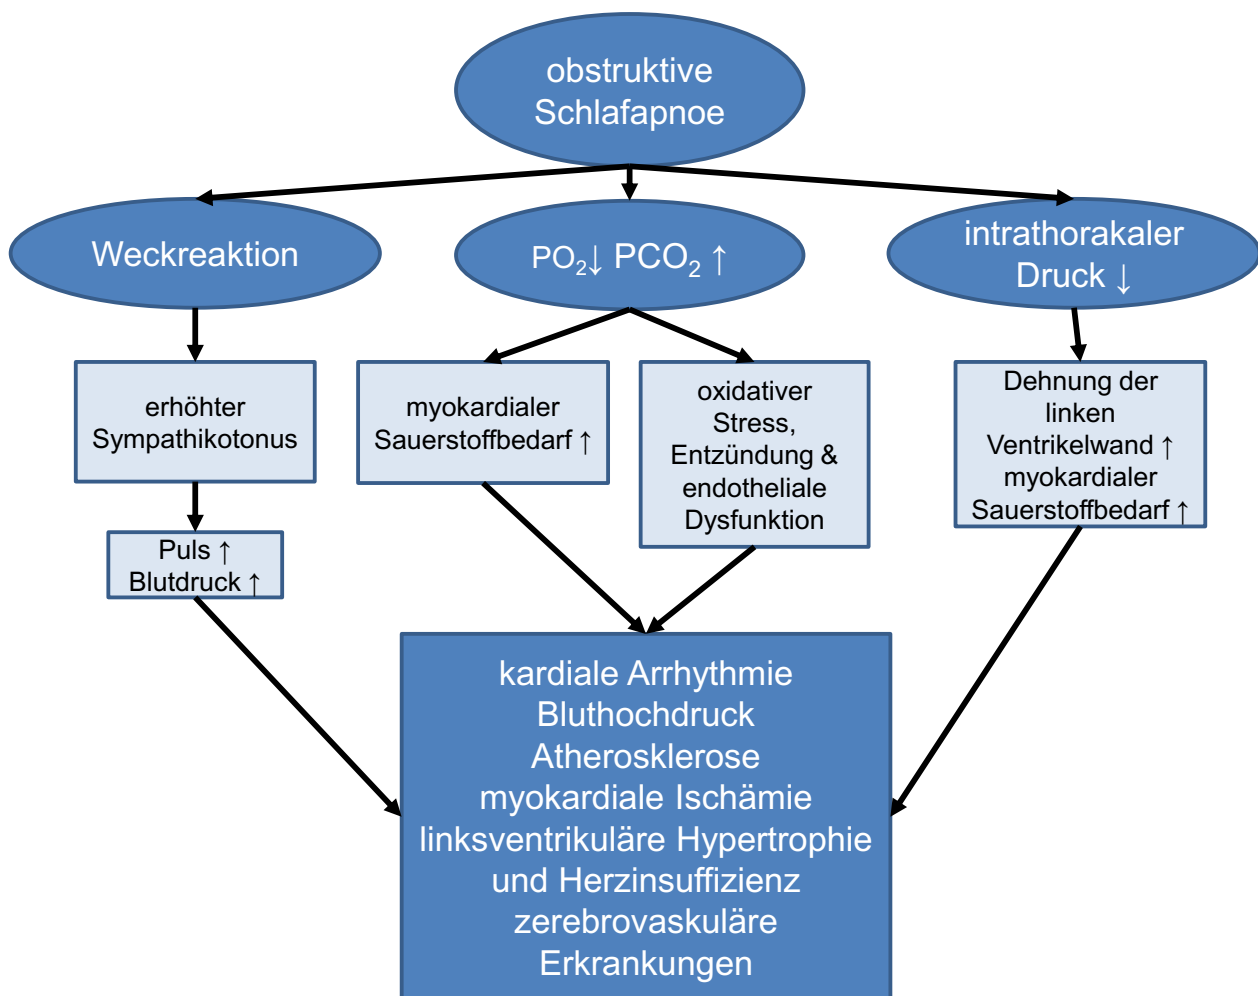 obstruktive
Schlafapnoe
Weckreaktion
PO₂↓ PCO₂ ↑
intrathorakaler
Druck ↓
erhöhter
Sympathikotonus
myokardialer
Sauerstoffbedarf ↑
oxidativer
Stress,
Entzündung &
endotheliale
Dysfunktion
Dehnung der
linken
Ventrikelwand ↑
myokardialer
Sauerstoffbedarf ↑
Puls ↑
Blutdruck ↑
kardiale Arrhythmie
Bluthochdruck
Atherosklerose
myokardiale Ischämie
linksventrikuläre Hypertrophie
und Herzinsuffizienz
zerebrovaskuläre
Erkrankungen